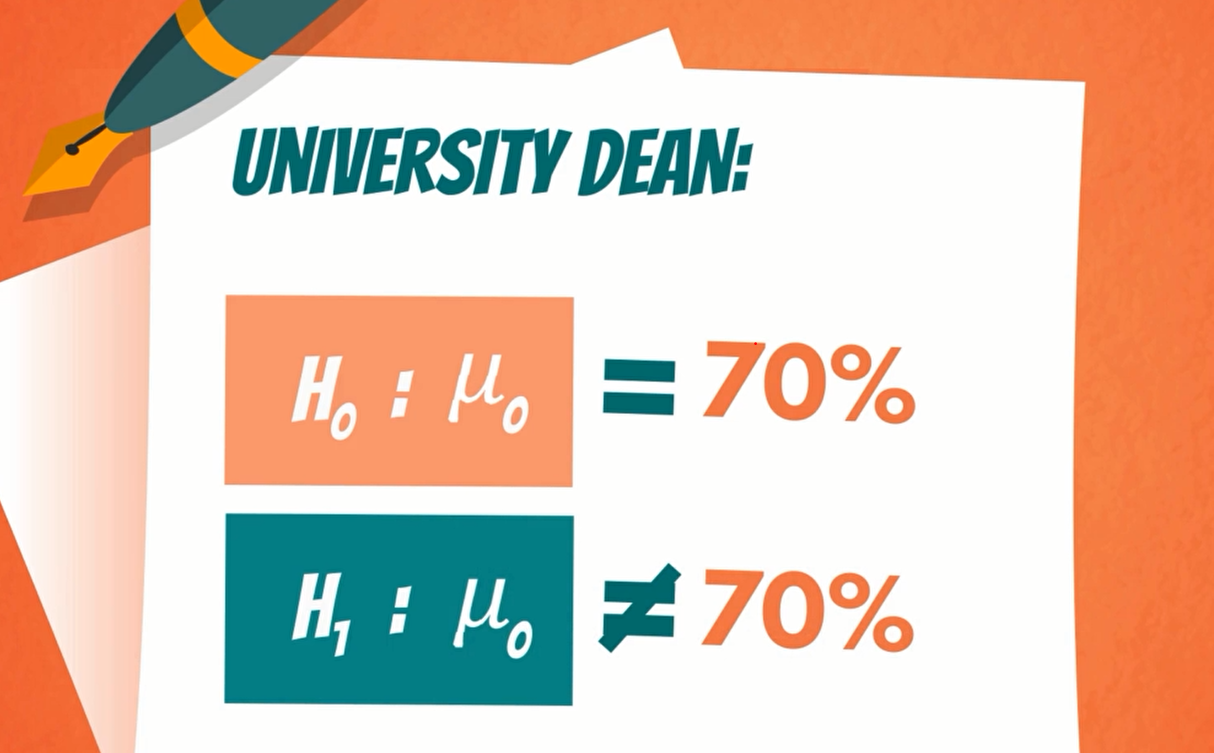 UNIVERSITY DEAN:
H₀ : μ₀ = 70%
H₁ : μ₀ ≠ 70%